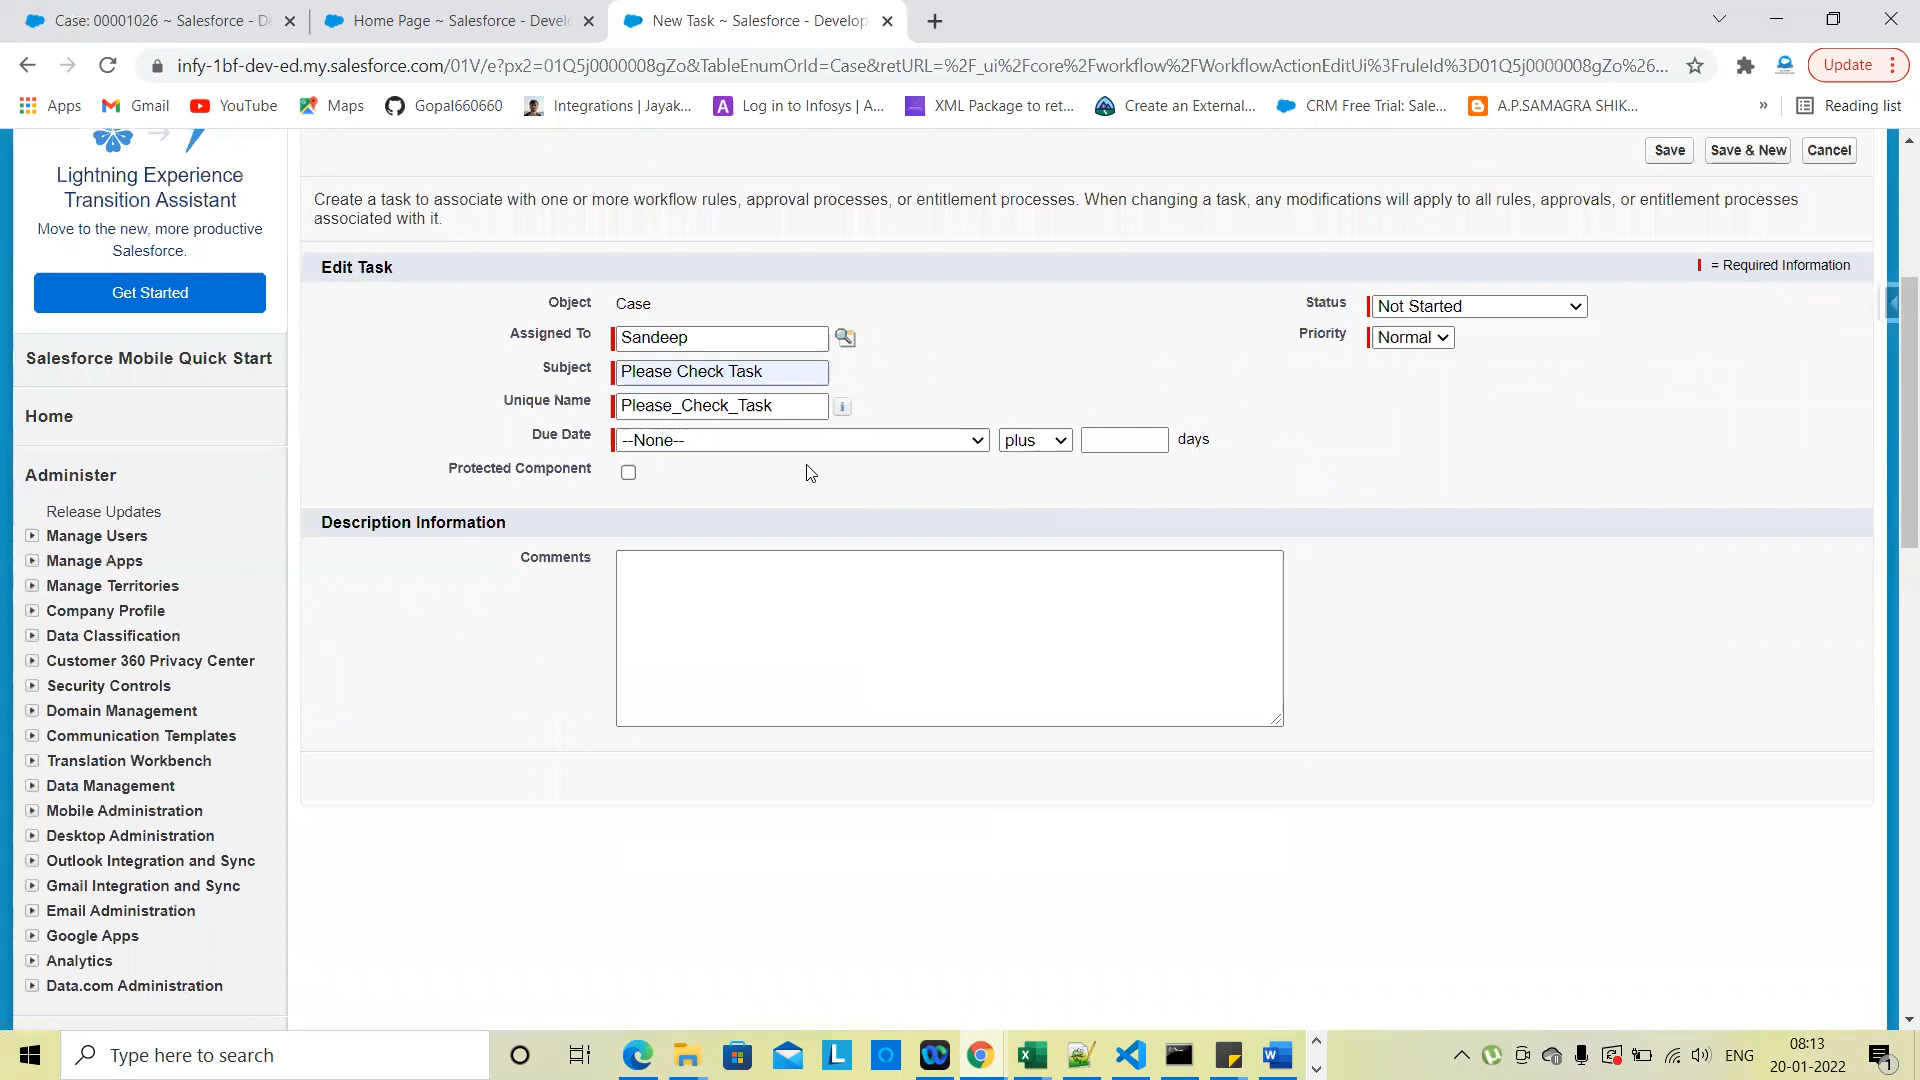 Case: 00001026 ~ Salesforce - De
Home Page ~ Salesforce - Develo
New Task ~ Salesforce - Develop
infy-1bf-dev-ed.my.salesforce.com/01V/e?px2=01Q5j0000008gZo&TableEnumOrId=Case&retURL=%2F_ui%2Fcore%2Fworkflow%2FWorkflowActionEditUi%3FruleId%3D01Q5j0000008gZo%26...
Update
Apps
Gmail
YouTube
Maps
Gopal660060
Integrations | Jayak...
Log in to Infosys | A...
XML Package to ret...
Create an External...
CRM Free Trial: Sale...
A.P.SAMAGRA SHIK...
»
Reading list
Lightning Experience
Transition Assistant
Move to the new, more productive
Salesforce.
Get Started
Salesforce Mobile Quick Start
Home
Administer
Release Updates
Manage Users
Manage Apps
Manage Territories
Company Profile
Data Classification
Customer 360 Privacy Center
Security Controls
Domain Management
Communication Templates
Translation Workbench
Data Management
Mobile Administration
Desktop Administration
Outlook Integration and Sync
Gmail Integration and Sync
Email Administration
Google Apps
Analytics
Data.com Administration
Save Save & New Cancel
Create a task to associate with one or more workflow rules, approval processes, or entitlement processes. When changing a task, any modifications will apply to all rules, approvals, or entitlement processes
associated with it.
Edit Task
= Required Information
Object Case
Status Not Started
Assigned To Sandeep
Priority Normal
Subject Please Check Task
Unique Name Please_Check_Task
Due Date --None-- plus days
Protected Component
Description Information
Comments
Type here to search
ENG
08:13
20-01-2022
1